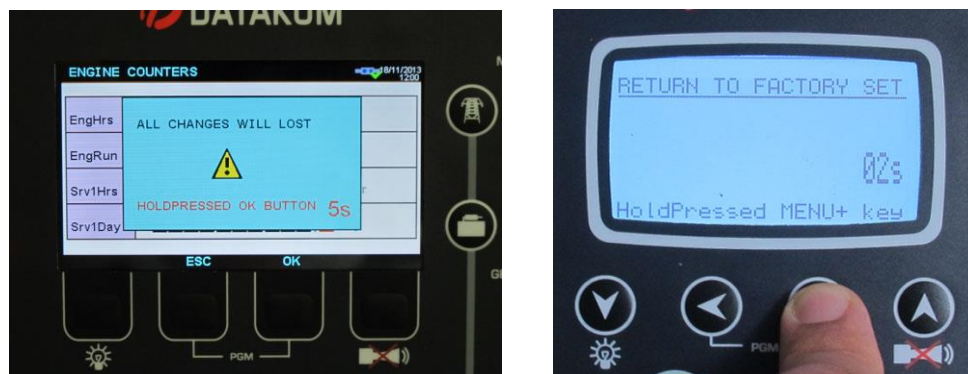 DATAKOM
ENGINE COUNTERS
18/11/2013
12:00
EngHrs
EngRun
Srv1Hrs
Srv1Day
ALL CHANGES WILL LOST
HOLDPRESSED OK BUTTON 5s
ESC OK
PGM
RETURN TO FACTORY SET
02s
HoldPressed MENU+ key
PGM